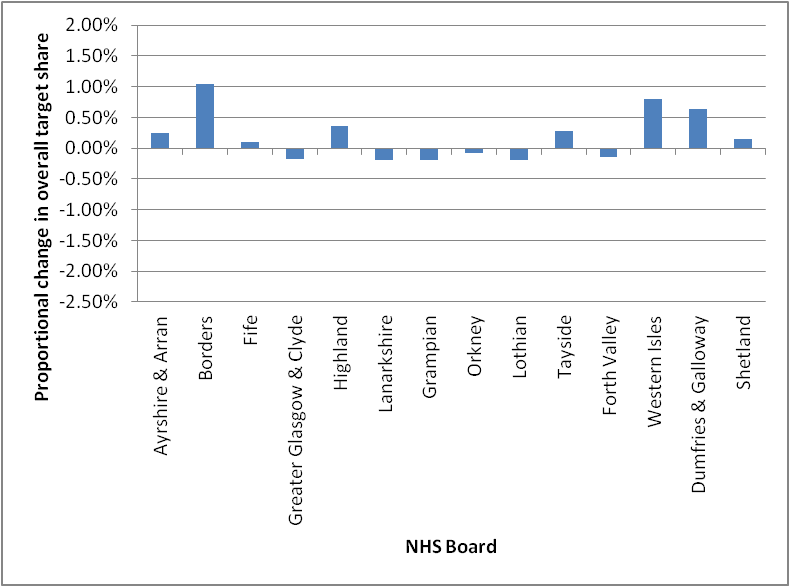 Proportional change in overall target share
2.00%
1.50%
1.00%
0.50%
0.00%
-0.50%
-1.00%
-1.50%
-2.00%
-2.50%
Ayrshire & Arran
Borders
Fife
Greater Glasgow & Clyde
Highland
Lanarkshire
Grampian
Orkney
Lothian
Tayside
Forth Valley
Western Isles
Dumfries & Galloway
Shetland
NHS Board